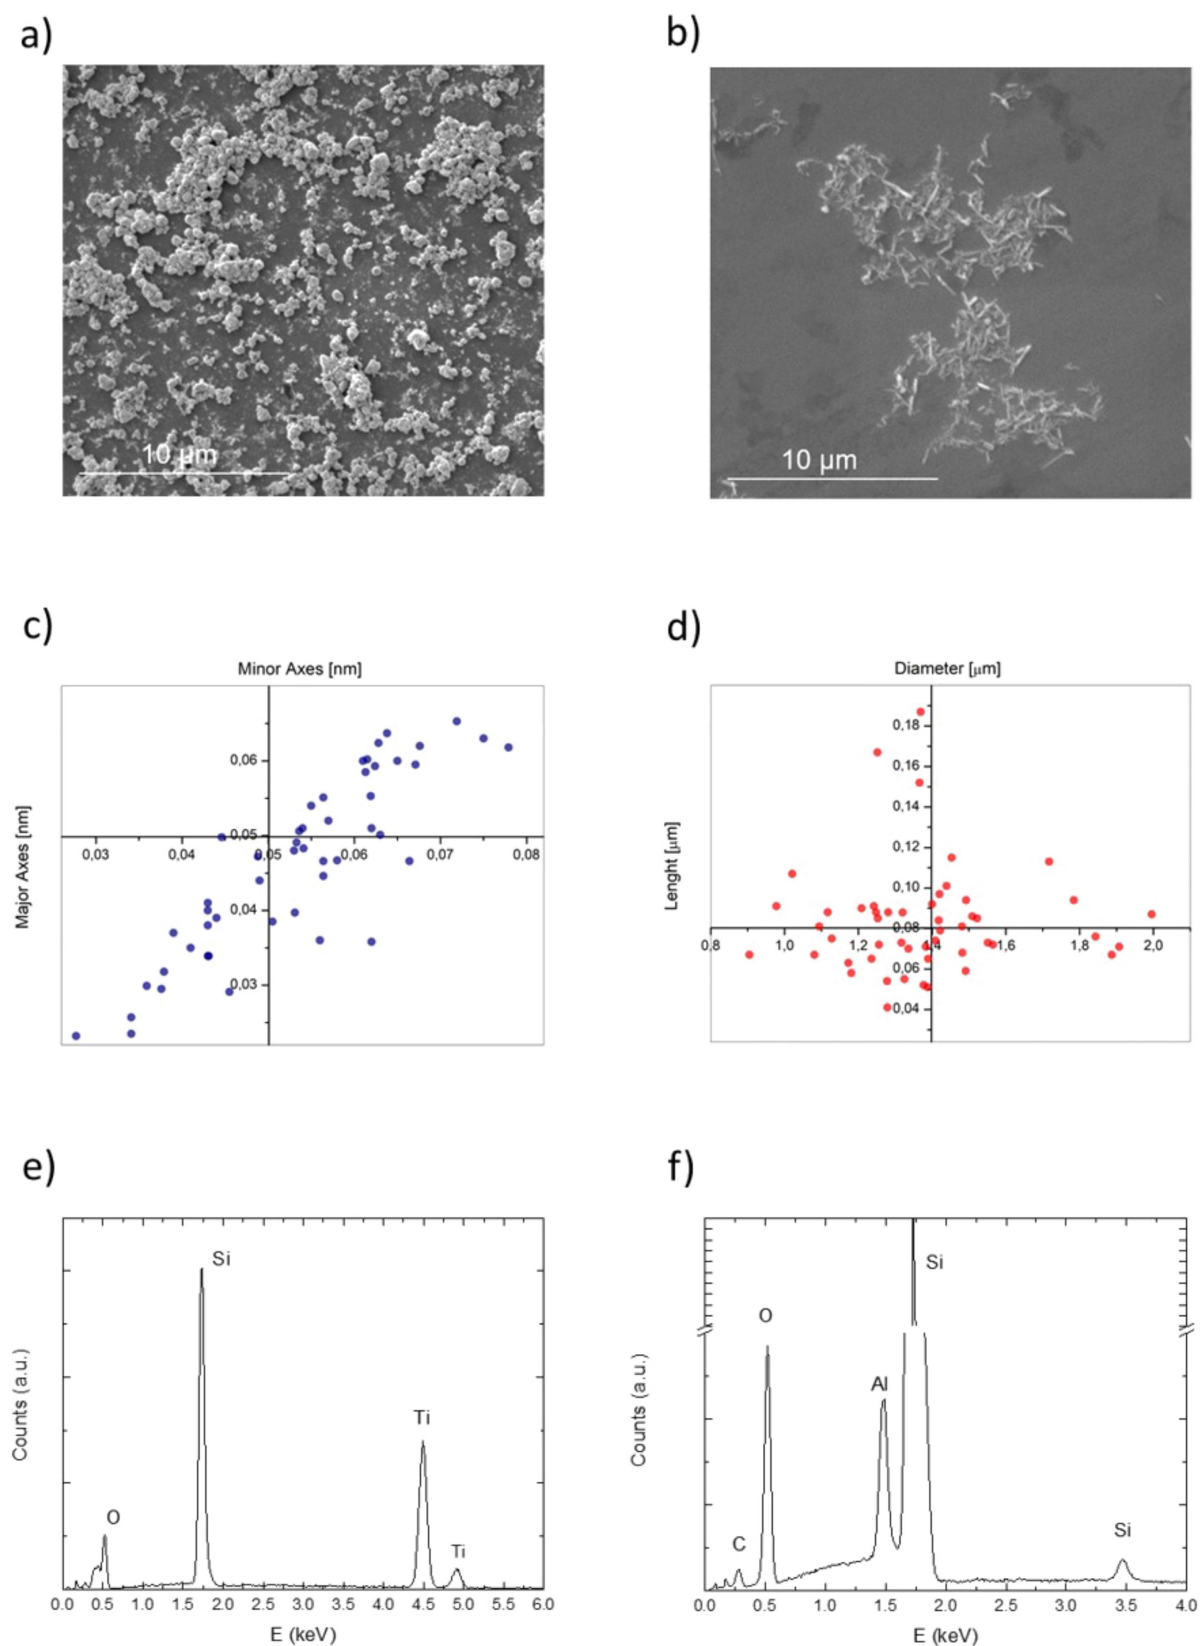 a)
b)
10 µm
10 µm
c)
d)
Minor Axes [nm]
Diameter [µm]
Major Axes [nm]
0,06
0,05
0,03 0,04 0,05 0,06 0,07 0,08
0,04
0,03
Lenght [µm]
0,18
0,16
0,14
0,12
0,10
0,08
0,8 1,0 1,2 1,4 1,6 1,8 2,0
0,06
0,04
e)
f)
Counts (a.u.)
Si
Ti
O
Ti
0.0 0.5 1.0 1.5 2.0 2.5 3.0 3.5 4.0 4.5 5.0 5.5 6.0
E (keV)
Counts (a.u.)
Si
O
Al
C
Si
0.0 0.5 1.0 1.5 2.0 2.5 3.0 3.5 4.0
E (keV)